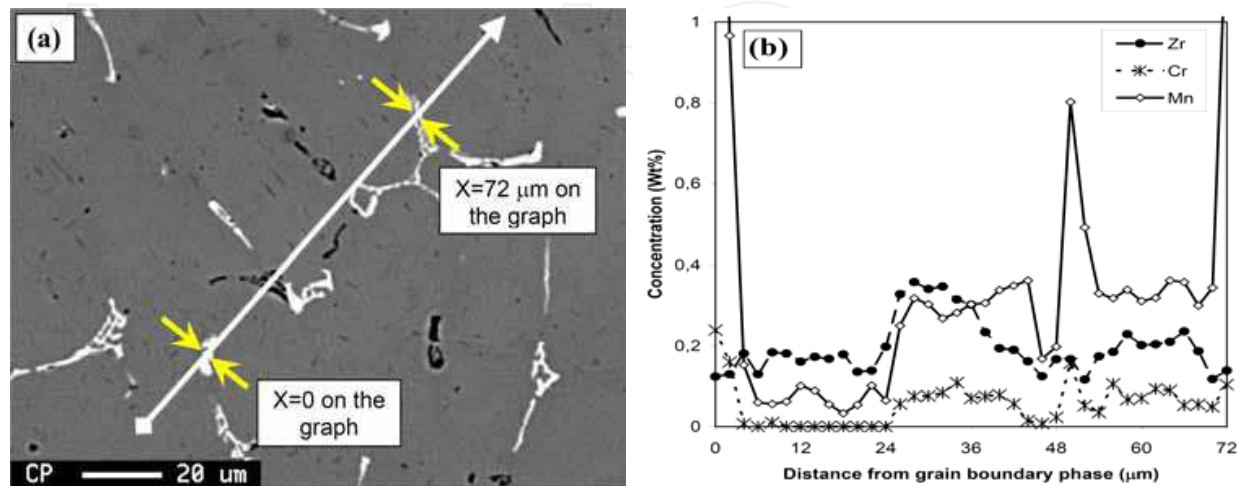 (a)
X=72 μm on
the graph
X=0 on the
graph
CP 20 um
(b)
Zr
Cr
Mn
Concentration (Wt%)
1
0,8
0,6
0,4
0,2
0
0 12 24 36 48 60 72
Distance from grain boundary phase (μm)